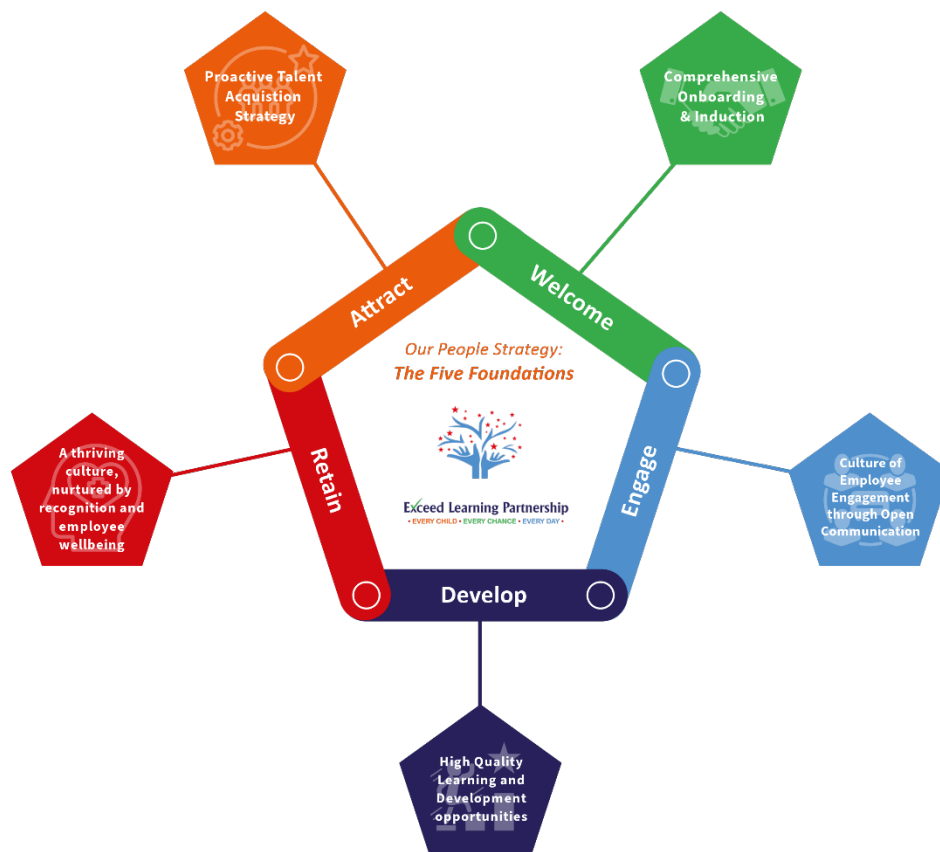 Proactive Talent
Acquistion
Strategy
Comprehensive
Onboarding
& Induction
Attract
Welcome
Our People Strategy:
The Five Foundations
Retain
Engage
A thriving
culture,
nurtured by
recognition and
employee
wellbeing
Culture of
Employee
Engagement
through Open
Communication
Exceed Learning Partnership
• EVERY CHILD • EVERY CHANCE • EVERY DAY •
Develop
High Quality
Learning and
Development
opportunities